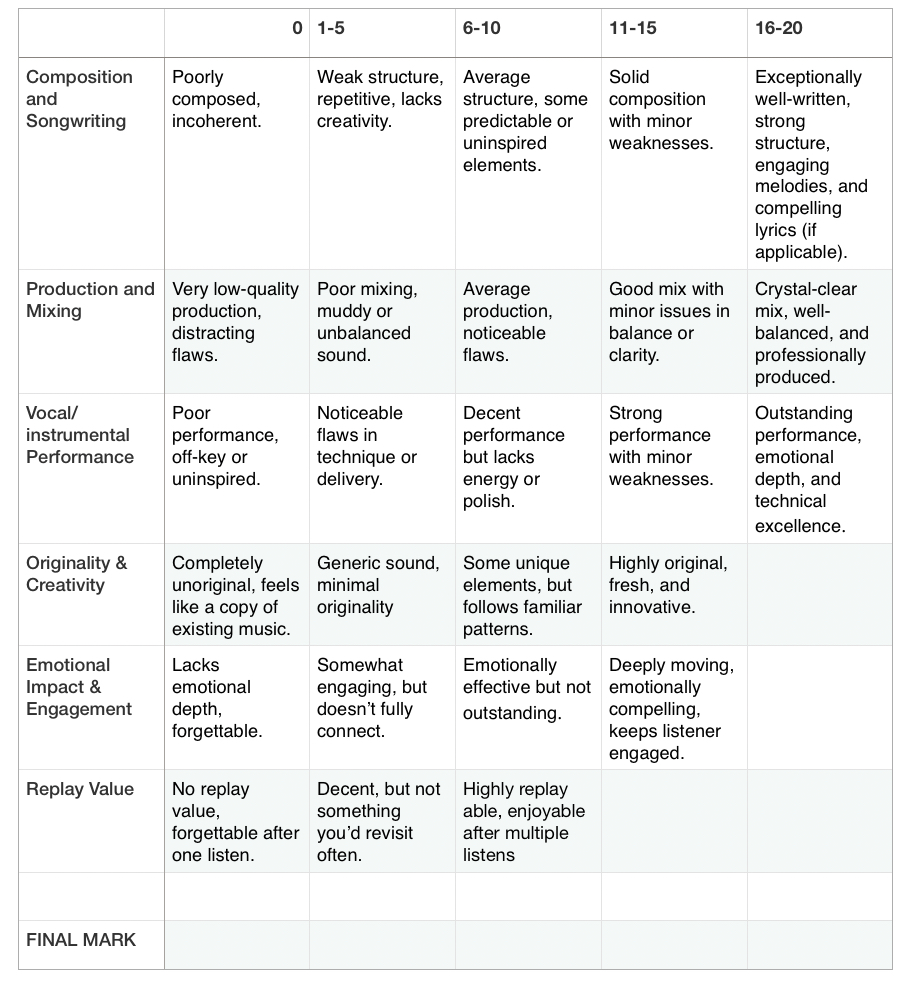 0
1-5
6-10
11-15
16-20
Composition
and
Songwriting
Poorly
composed,
incoherent.
Weak structure,
repetitive, lacks
creativity.
Average
structure, some
predictable or
uninspired
elements.
Solid
composition
with minor
weaknesses.
Exceptionally
well-written,
strong
structure,
engaging
melodies, and
compelling
lyrics (if
applicable).
Production and
Mixing
Very low-quality
production,
distracting
flaws.
Poor mixing,
muddy or
unbalanced
sound.
Average
production,
noticeable
flaws.
Good mix with
minor issues in
balance or
clarity.
Crystal-clear
mix, well-
balanced, and
professionally
produced.
Vocal/
instrumental
Performance
Poor
performance,
off-key or
uninspired.
Noticeable
flaws in
technique or
delivery.
Decent
performance
but lacks
energy or
polish.
Strong
performance
with minor
weaknesses.
Outstanding
performance,
emotional
depth, and
technical
excellence.
Originality &
Creativity
Completely
unoriginal, feels
like a copy of
existing music.
Generic sound,
minimal
originality
Some unique
elements, but
follows familiar
patterns.
Highly original,
fresh, and
innovative.
Emotional
Impact &
Engagement
Lacks
emotional
depth,
forgettable.
Somewhat
engaging, but
doesn't fully
connect.
Emotionally
effective but not
outstanding.
Deeply moving,
emotionally
compelling,
keeps listener
engaged.
Replay Value
No replay
value,
forgettable after
one listen.
Decent, but not
something
you'd revisit
often.
Highly replay
able, enjoyable
after multiple
listens
FINAL MARK